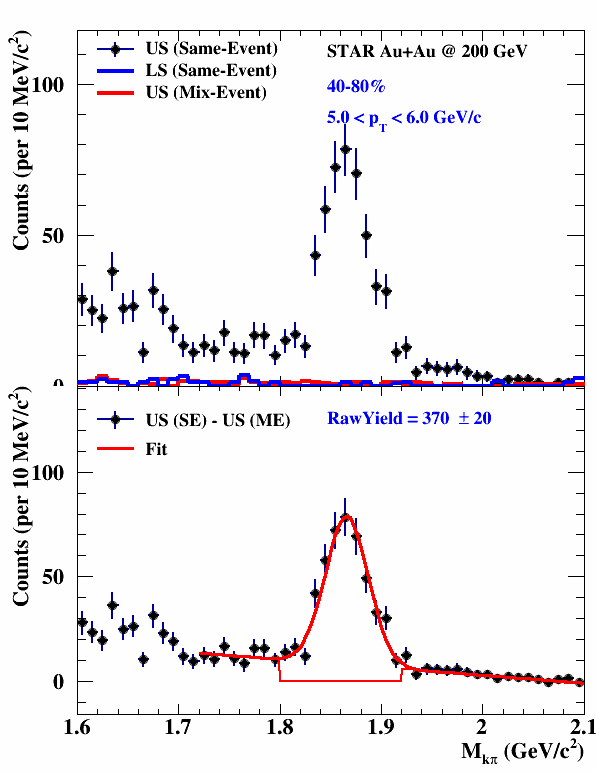 US (Same-Event)
LS (Same-Event)
US (Mix-Event)
STAR Au+Au @ 200 GeV
40-80%
5.0 < p_T < 6.0 GeV/c
Counts (per 10 MeV/c²)
100
50
0
US (SE) - US (ME)
Fit
RawYield = 370 ± 20
Counts (per 10 MeV/c²)
100
50
0
1.6 1.7 1.8 1.9 2 2.1
M_kπ (GeV/c²)